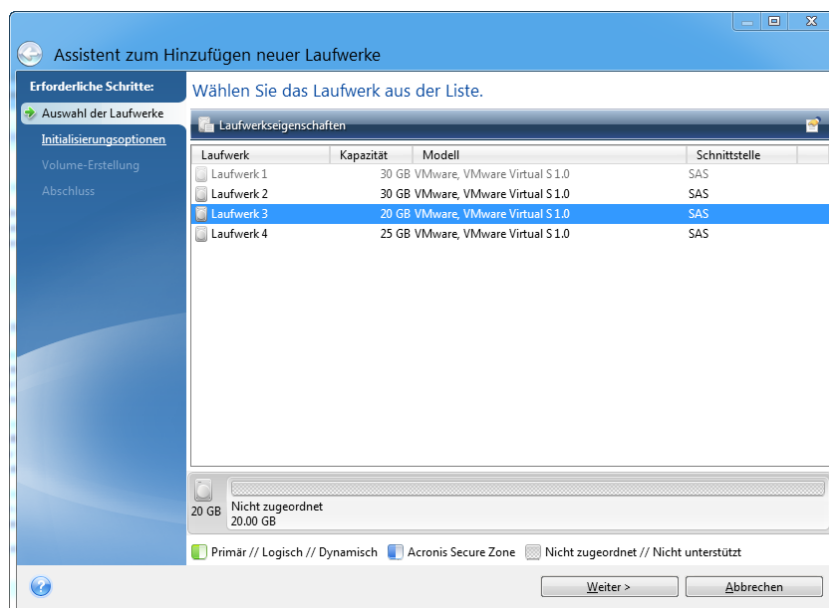 Assistent zum Hinzufügen neuer Laufwerke
Erforderliche Schritte:
Auswahl der Laufwerke
Initialisierungsoptionen
Volume-Erstellung
Abschluss
Wählen Sie das Laufwerk aus der Liste.
Laufwerkseigenschaften
Laufwerk Kapazität Modell Schnittstelle
Laufwerk 1 30 GB VMware, VMware Virtual S 1.0 SAS
Laufwerk 2 30 GB VMware, VMware Virtual S 1.0 SAS
Laufwerk 3 20 GB VMware, VMware Virtual S 1.0 SAS
Laufwerk 4 25 GB VMware, VMware Virtual S 1.0 SAS
20 GB
Nicht zugeordnet
20.00 GB
Primär // Logisch // Dynamisch Acronis Secure Zone Nicht zugeordnet // Nicht unterstützt
? Weiter > Abbrechen